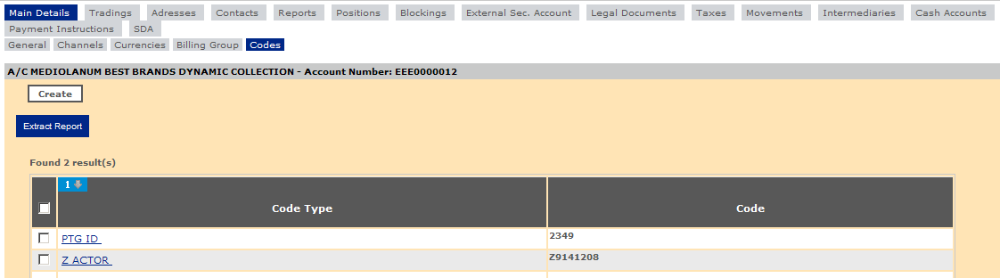 Main Details Tradings Adresses Contacts Reports Positions Blockings External Sec. Account Legal Documents Taxes Movements Intermediaries Cash Accounts
Payment Instructions SDA
General Channels Currencies Billing Group Codes
A/C MEDIOLANUM BEST BRANDS DYNAMIC COLLECTION - Account Number: EEE0000012
Create
Extract Report
Found 2 result(s)
1
Code Type Code
PTG ID 2349
Z ACTOR Z9141208